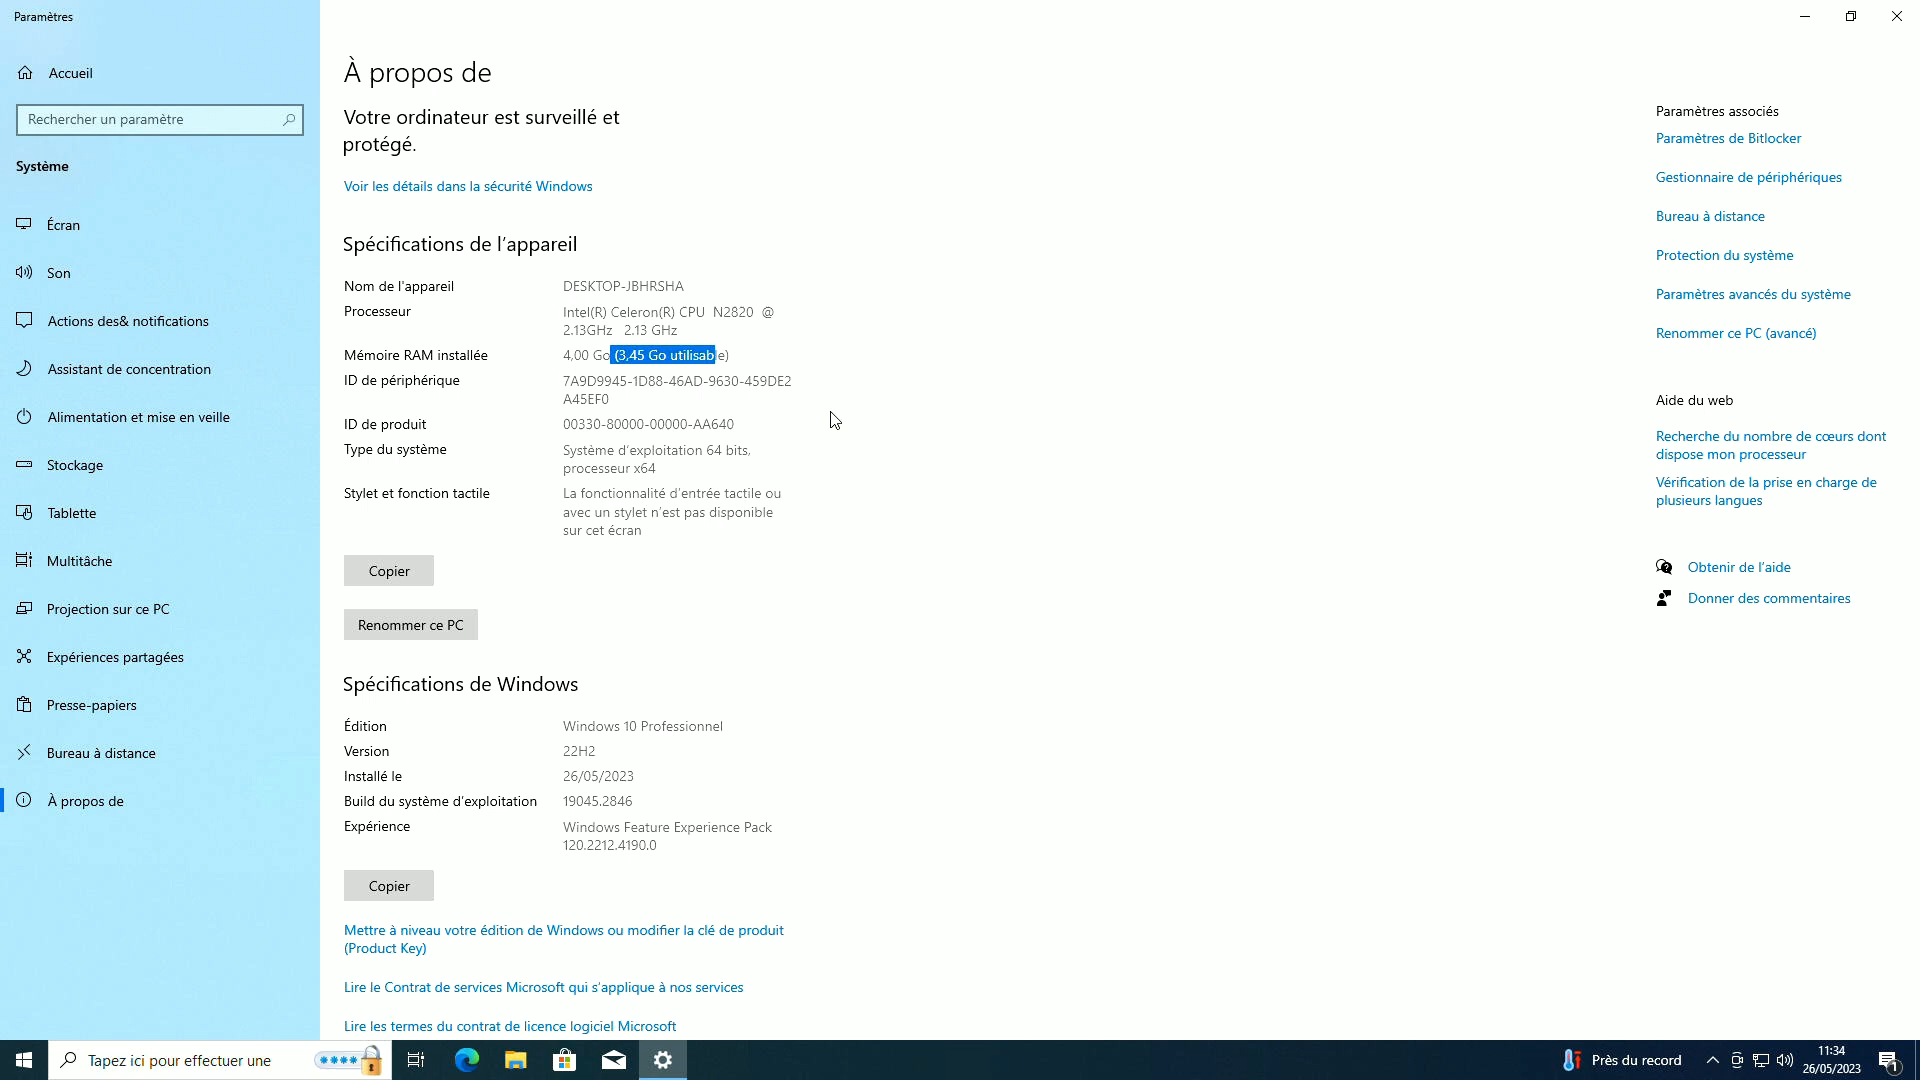 Paramètres
Accueil
Rechercher un paramètre
Système
Écran
Son
Actions des& notifications
Assistant de concentration
Alimentation et mise en veille
Stockage
Tablette
Multitâche
Projection sur ce PC
Expériences partagées
Presse-papiers
Bureau à distance
À propos de
À propos de
Votre ordinateur est surveillé et
protégé.
Voir les détails dans la sécurité Windows
Spécifications de l'appareil
Nom de l'appareil DESKTOP-JBHRSHA
Processeur Intel(R) Celeron(R) CPU N2820 @
2.13GHz 2.13 GHz
Mémoire RAM installée 4,00 Go (3,45 Go utilisable)
ID de périphérique 7A9D9945-1D88-46AD-9630-459DE2
A45EF0
ID de produit 00330-80000-00000-AA640
Type du système Système d'exploitation 64 bits,
processeur x64
Stylet et fonction tactile La fonctionnalité d'entrée tactile ou
avec un stylet n'est pas disponible
sur cet écran
Copier
Renommer ce PC
Spécifications de Windows
Édition Windows 10 Professionnel
Version 22H2
Installé le 26/05/2023
Build du système d'exploitation 19045.2846
Expérience Windows Feature Experience Pack
120.2212.4190.0
Copier
Mettre à niveau votre édition de Windows ou modifier la clé de produit
(Product Key)
Lire le Contrat de services Microsoft qui s'applique à nos services
Lire les termes du contrat de licence logiciel Microsoft
Paramètres associés
Paramètres de Bitlocker
Gestionnaire de périphériques
Bureau à distance
Protection du système
Paramètres avancés du système
Renommer ce PC (avancé)
Aide du web
Recherche du nombre de cœurs dont
dispose mon processeur
Vérification de la prise en charge de
plusieurs langues
Obtenir de l'aide
Donner des commentaires
Tapez ici pour effectuer une
Près du record
11:34
26/05/2023
1